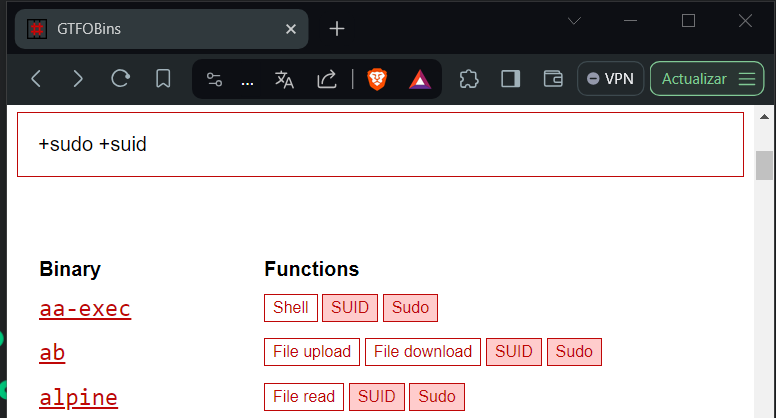 GTFOBins
... VPN Actualizar
+sudo +suid
Binary Functions
aa-exec Shell SUID Sudo
ab File upload File download SUID Sudo
alpine File read SUID Sudo